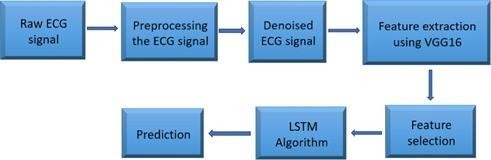 Raw ECG
signal
Preprocessing
the ECG signal
Denoised
ECG signal
Feature extraction
using VGG16
Feature
selection
LSTM
Algorithm
Prediction